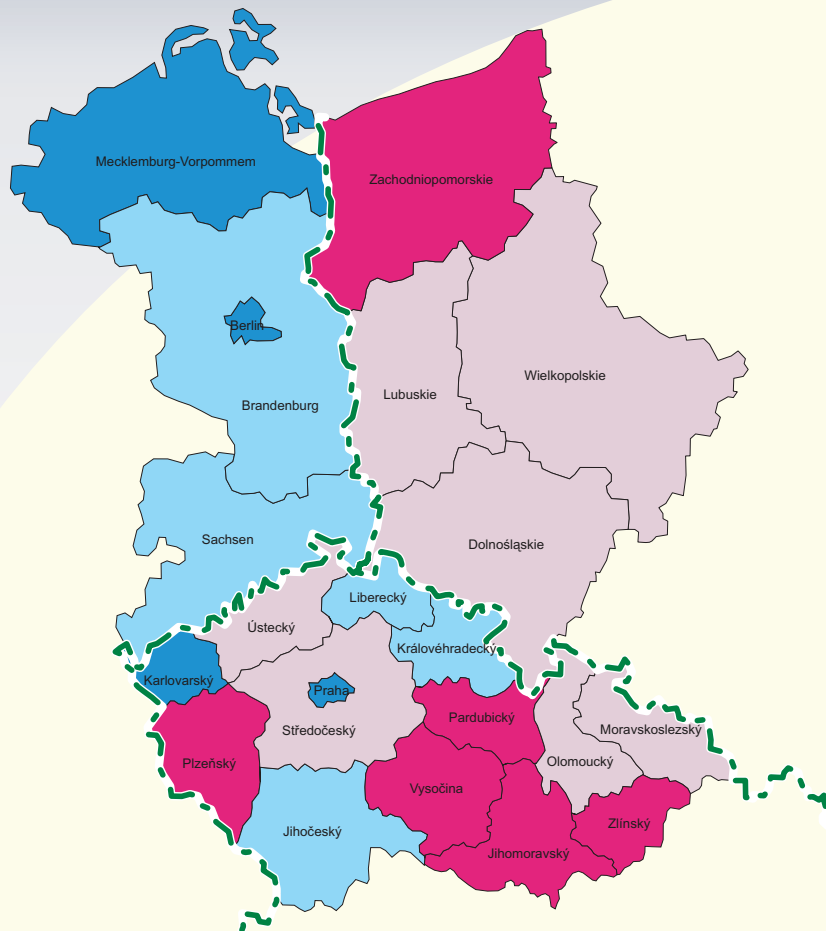 Mecklemburg-Vorpommem
Zachodniopomorskie
Berlin
Wielkopolskie
Lubuskie
Brandenburg
Sachsen
Dolnośląskie
Liberecký
Ústecký
Královéhradecký
Karlovarský
Praha
Pardubický
Středočeský
Moravskoslezský
Plzeňský
Olomoucký
Vysočina
Zlínský
Jihočeský
Jihomoravský